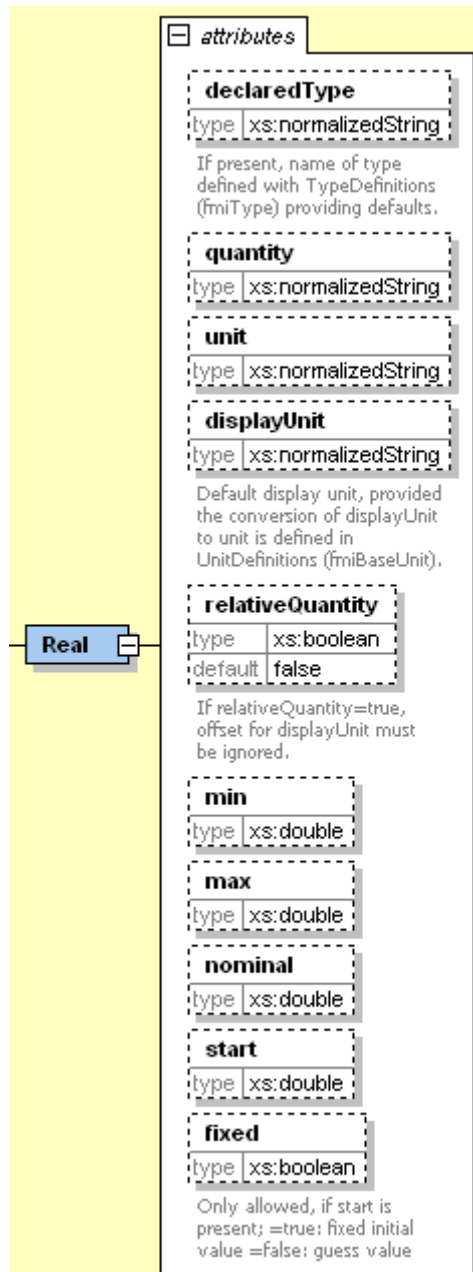 attributes
declaredType
type xs:normalizedString
If present, name of type
defined with TypeDefinitions
(fmiType) providing defaults.
quantity
type xs:normalizedString
unit
type xs:normalizedString
displayUnit
type xs:normalizedString
Default display unit, provided
the conversion of displayUnit
to unit is defined in
UnitDefinitions (fmiBaseUnit).
Real
relativeQuantity
type xs:boolean
default false
If relativeQuantity=true,
offset for displayUnit must
be ignored.
min
type xs:double
max
type xs:double
nominal
type xs:double
start
type xs:double
fixed
type xs:boolean
Only allowed, if start is
present; =true: fixed initial
value =false: guess value